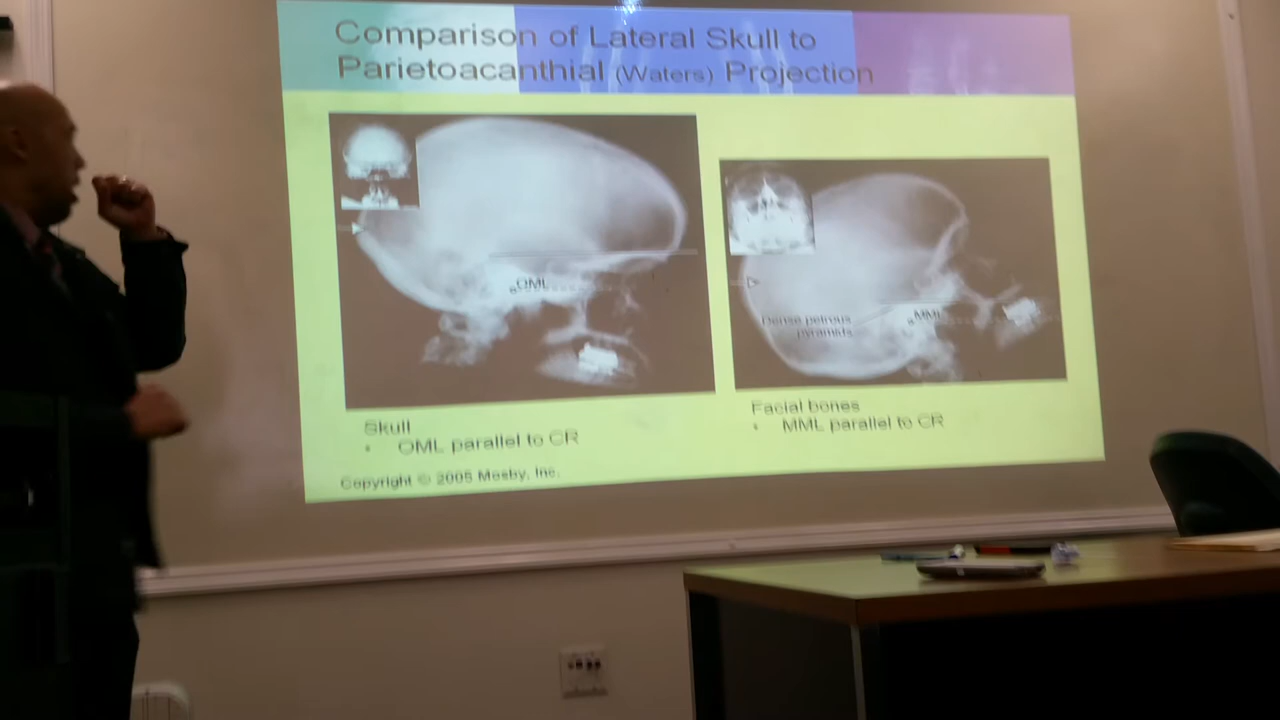 Comparison of Lateral Skull to
Parietoacanthial (Waters) Projection
OML
Dense petrous
pyramids
MML
Skull
• OML parallel to CR
Facial bones
• MML parallel to CR
Copyright © 2005 Mosby, Inc.